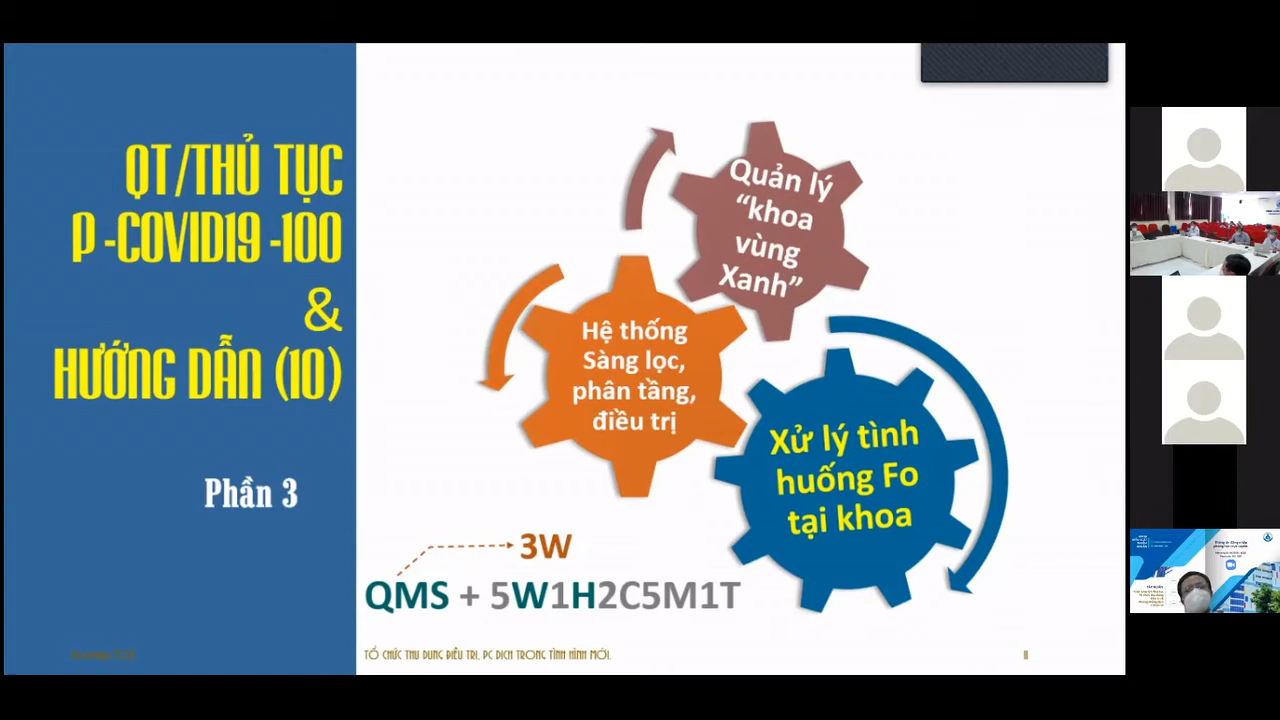 QT/THỦ TỤC
P -COVID19 -100
&
HƯỚNG DẪN (10)
Phần 3
Quản lý
“khoa
vùng
Xanh”
Hệ thống
Sàng lọc,
phân tầng,
điều trị
Xử lý tình
huống Fo
tại khoa
3W
QMS + 5W1H2C5M1T
TỔ CHỨC THU DUNG ĐIỀU TRỊ, PC DỊCH TRONG TÌNH HÌNH MỚI.